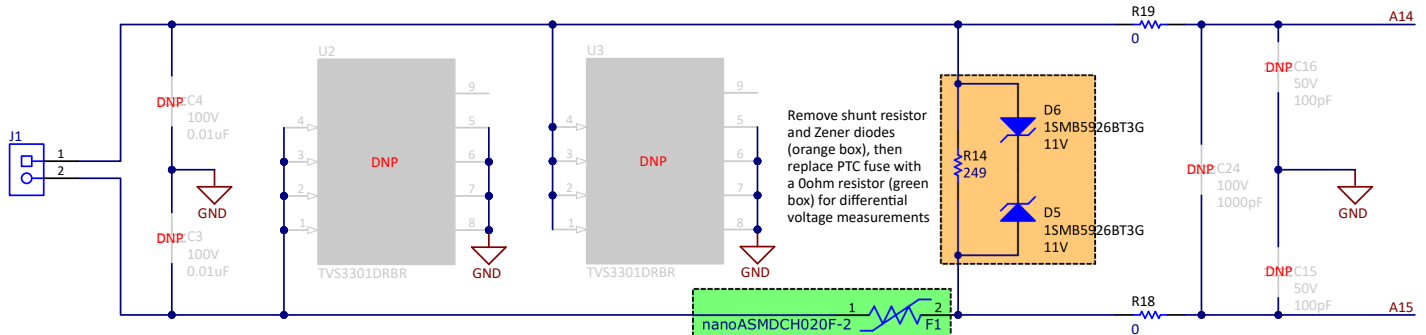 J1
1
2
DNP
C4
100V
0.01uF
GND
DNP
C3
100V
0.01uF
U2
4
3
2
1
9
5
6
7
8
DNP
TVS3301DRBR
GND
U3
4
3
2
1
9
5
6
7
8
DNP
TVS3301DRBR
GND
Remove shunt resistor
and Zener diodes
(orange box), then
replace PTC fuse with
a 0ohm resistor (green
box) for differential
voltage measurements
R14
249
D6
1SMB5926BT3G
11V
D5
1SMB5926BT3G
11V
1
2
nanoASMDCH020F-2
F1
R19
0
R18
0
DNP
C24
100V
1000pF
DNP
C16
50V
100pF
GND
DNP
C15
50V
100pF
A14
A15